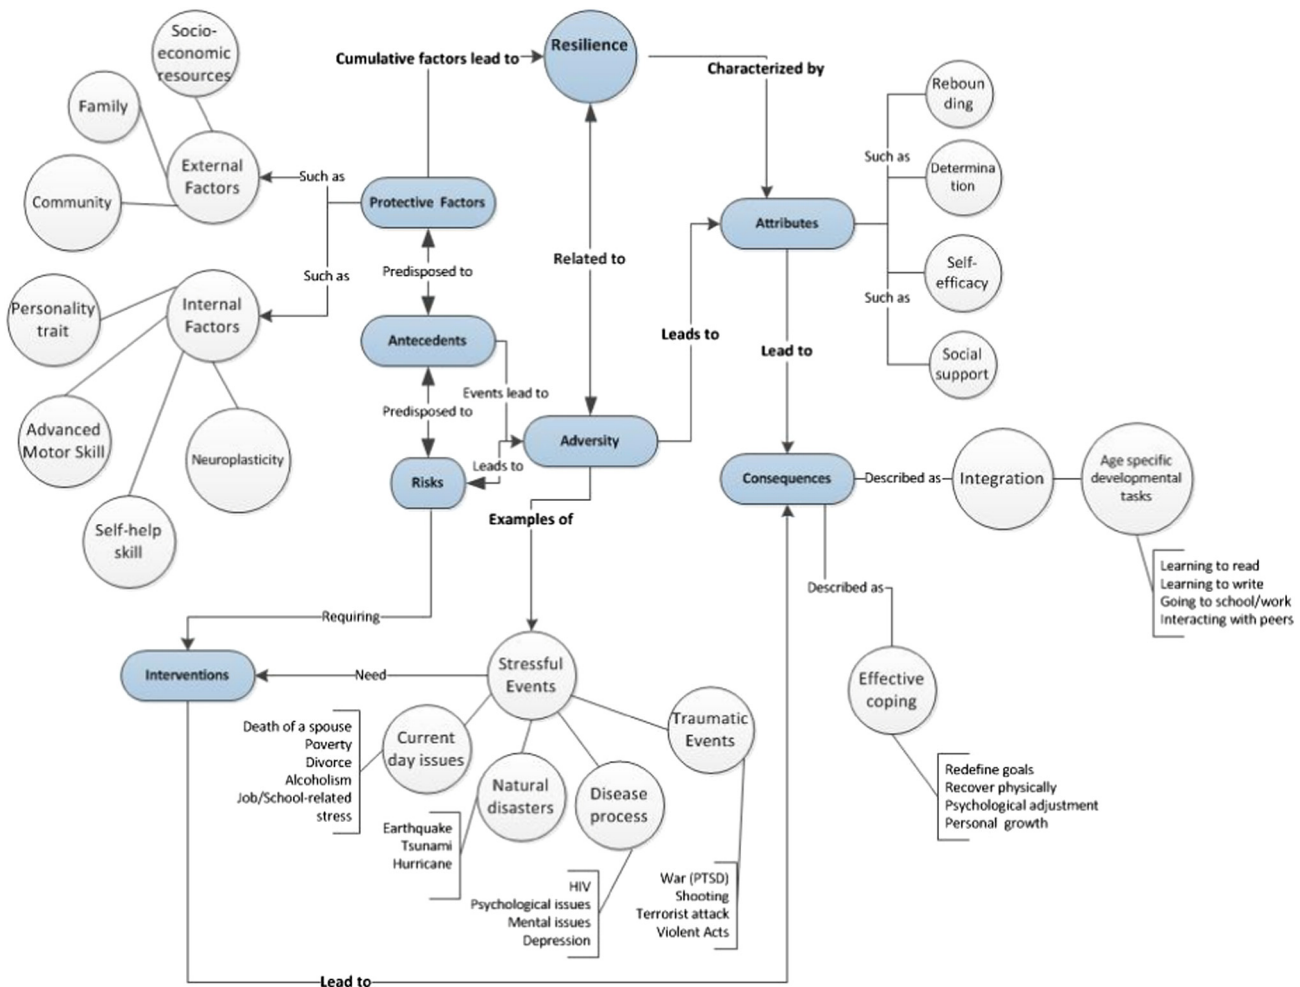 Socio-
economic
resources
Family
External
Factors
Community
Such as
Cumulative factors lead to
Resilience
Characterized by
Protective Factors
Such as
Predisposed to
Related to
Attributes
Such as
Reboun
ding
Determina
tion
Self-
efficacy
Such as
Social
support
Personality
trait
Internal
Factors
Advanced
Motor Skill
Neuroplasticity
Self-help
skill
Antecedents
Events lead to
Predisposed to
Leads to
Lead to
Adversity
Leads to
Risks
Examples of
Consequences
Described as
Integration
Age specific
developmental
tasks
Learning to read
Learning to write
Going to school/work
Interacting with peers
Described as
Effective
coping
Redefine goals
Recover physically
Psychological adjustment
Personal growth
Requiring
Interventions
Need
Stressful
Events
Current
day issues
Death of a spouse
Poverty
Divorce
Alcoholism
Job/School-related
stress
Natural
disasters
Earthquake
Tsunami
Hurricane
Disease
process
HIV
Psychological issues
Mental issues
Depression
Traumatic
Events
War (PTSD)
Shooting
Terrorist attack
Violent Acts
Lead to